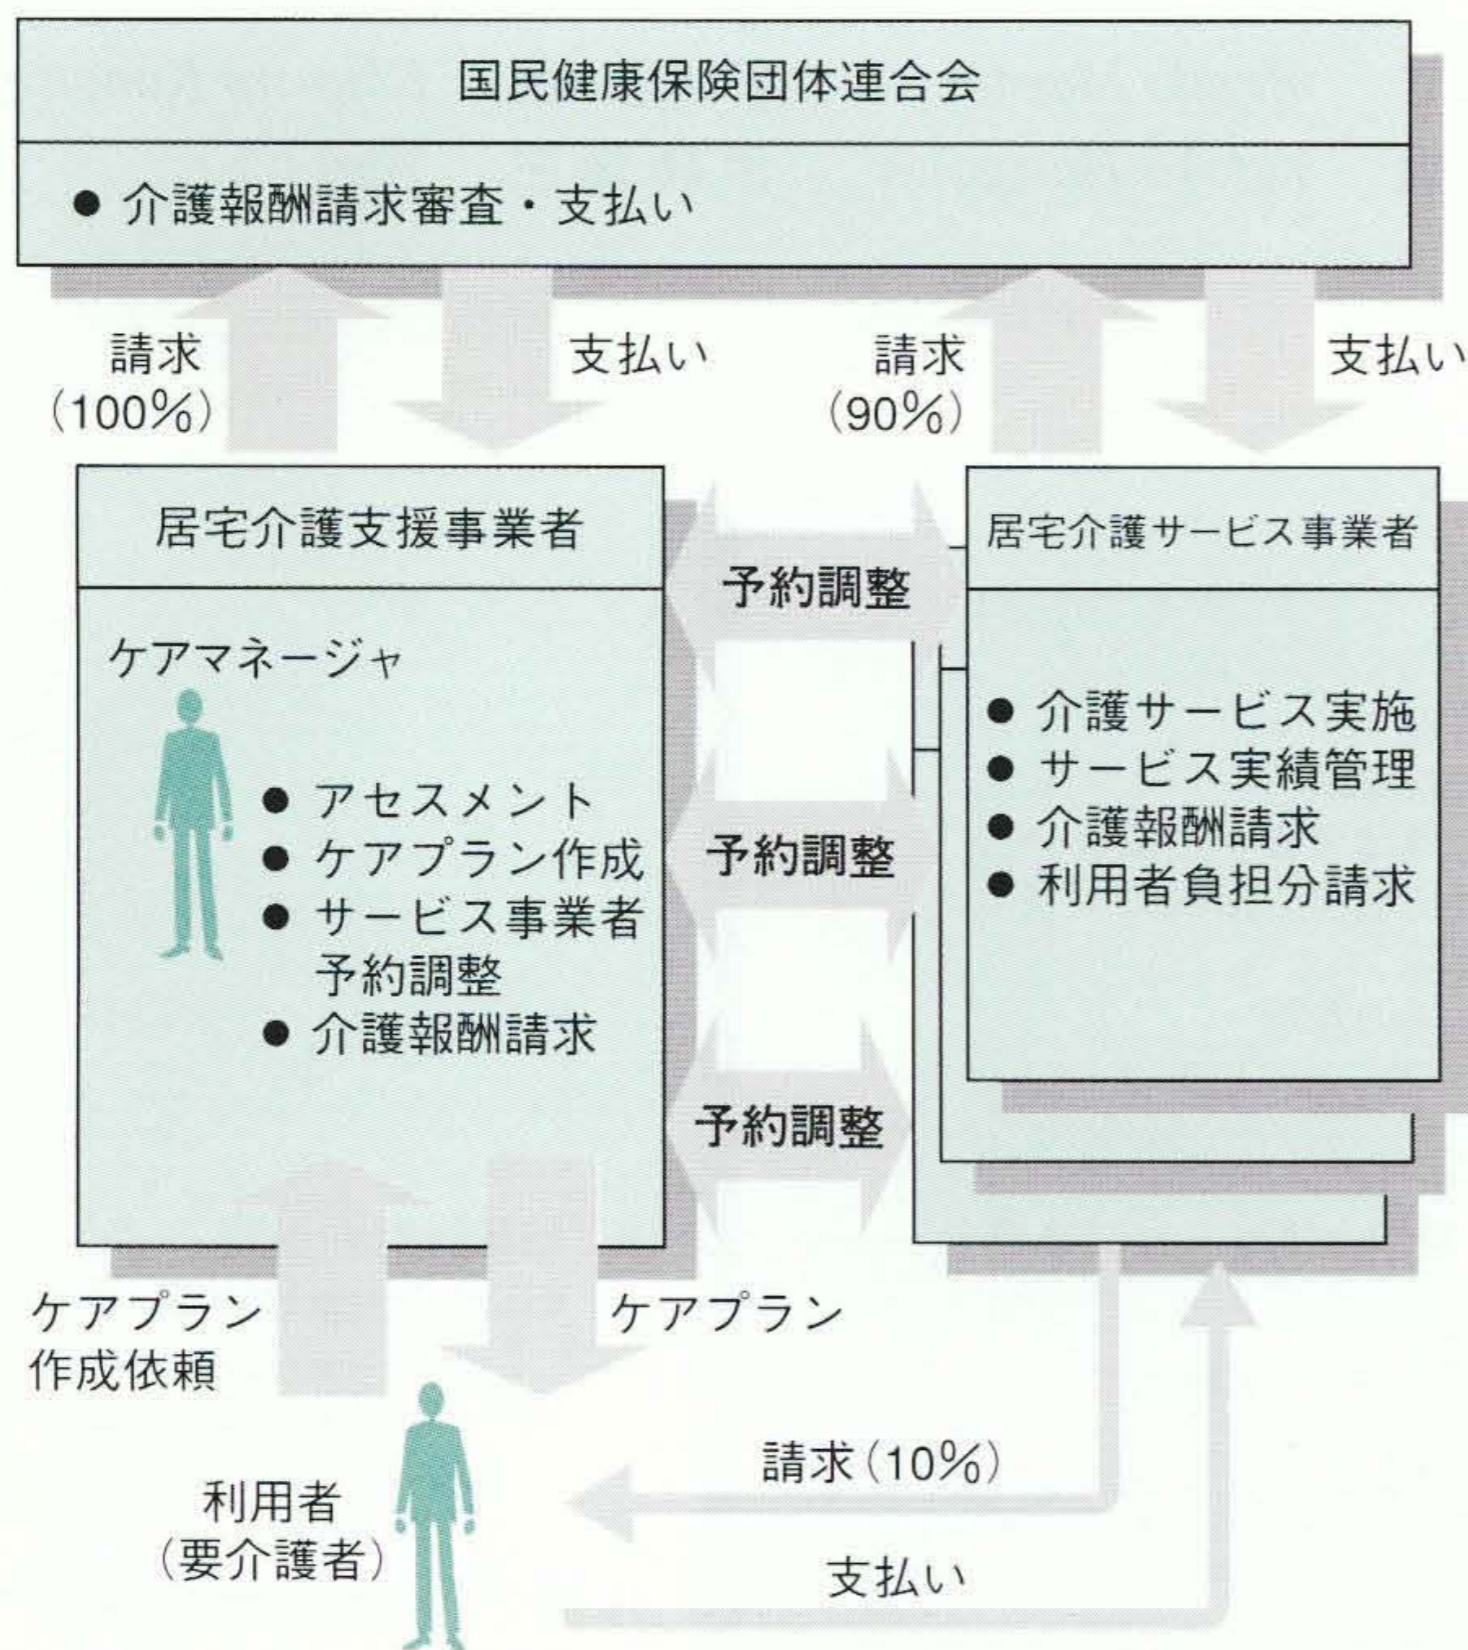 国民健康保険団体連合会
● 介護報酬請求審査・支払い
請求
(100%)
支払い
請求
(90%)
支払い
居宅介護支援事業者
ケアマネージャ
● アセスメント
● ケアプラン作成
● サービス事業者
予約調整
● 介護報酬請求
予約調整
予約調整
予約調整
居宅介護サービス事業者
● 介護サービス実施
● サービス実績管理
● 介護報酬請求
● 利用者負担分請求
ケアプラン
作成依頼
ケアプラン
利用者
(要介護者)
請求(10%)
支払い